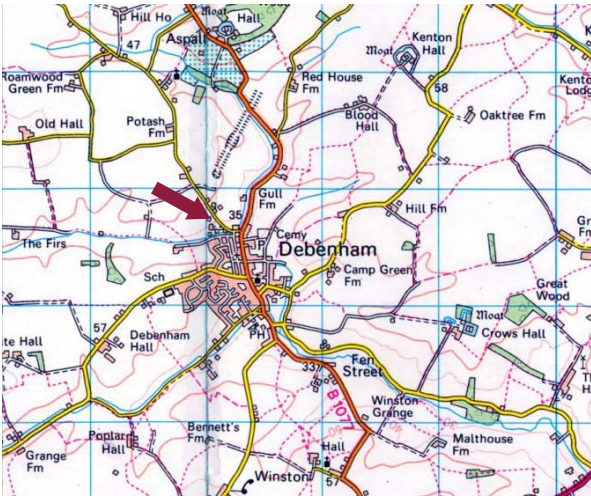 Hill Ho
Moat
Hall
47
Aspall
Kenton
Hall
Moat
Roamwood
Green Fm
Red House
Fm
58
Old Hall
Potash
Fm
Blood
Hall
Oaktree Fm
Gull
Fm
35
Hill Fm
The Firs
Cemy
Debenham
Sch
Camp Green
Fm
Great
Wood
57
Moat
Crows Hall
Debenham
Hall
PH
Fen
Street
33
B1077
Winston
Grange
Poplar
Hall
Bennett's
Fm
Hall
Malthouse
Fm
Grange
Fm
Winston
51